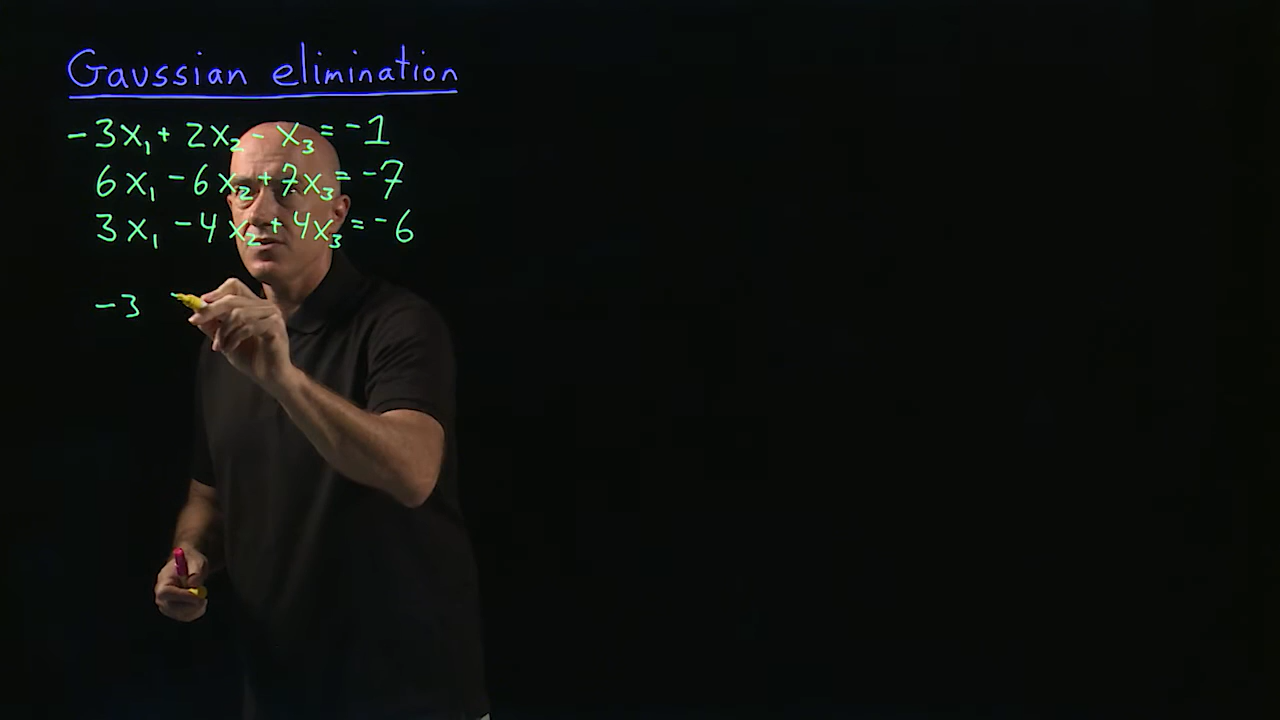 Gaussian elimination
-3x₁ + 2x₂ - x₃ = -1
6x₁ - 6x₂ + 7x₃ = -7
3x₁ - 4x₂ + 4x₃ = -6
-3